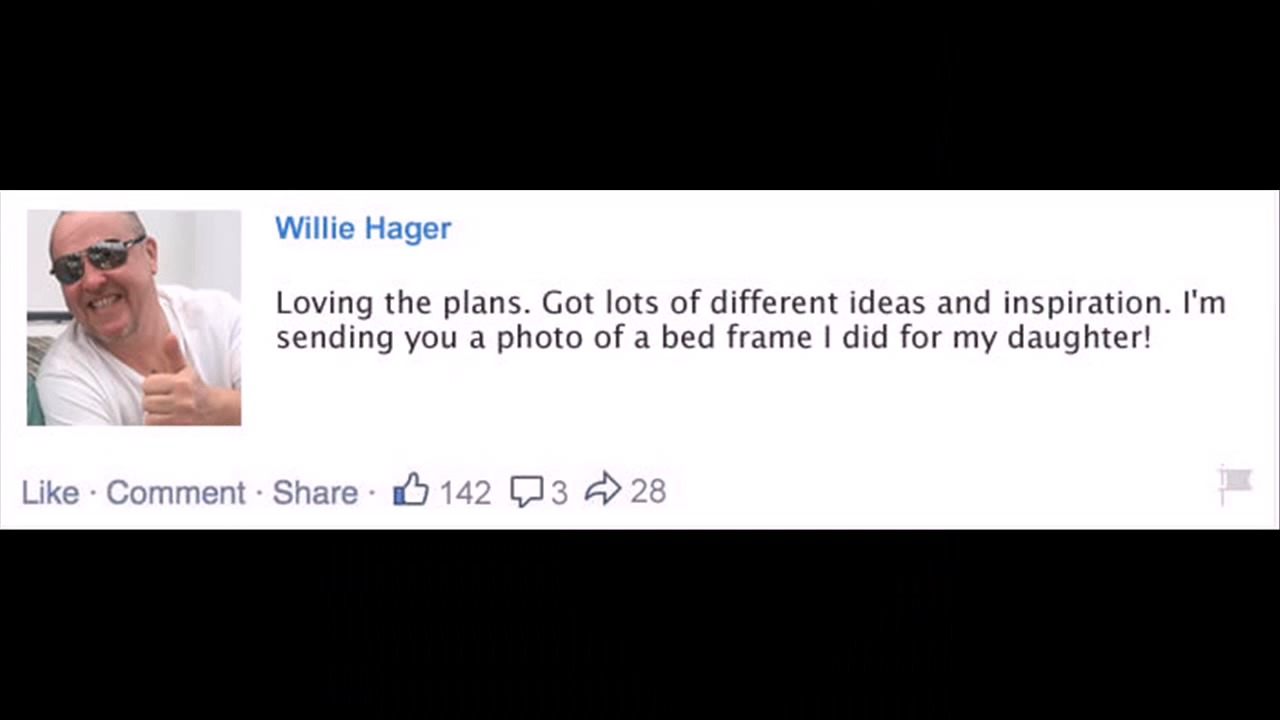 Willie Hager
Loving the plans. Got lots of different ideas and inspiration. I'm
sending you a photo of a bed frame I did for my daughter!
Like · Comment · Share · 142 3 28